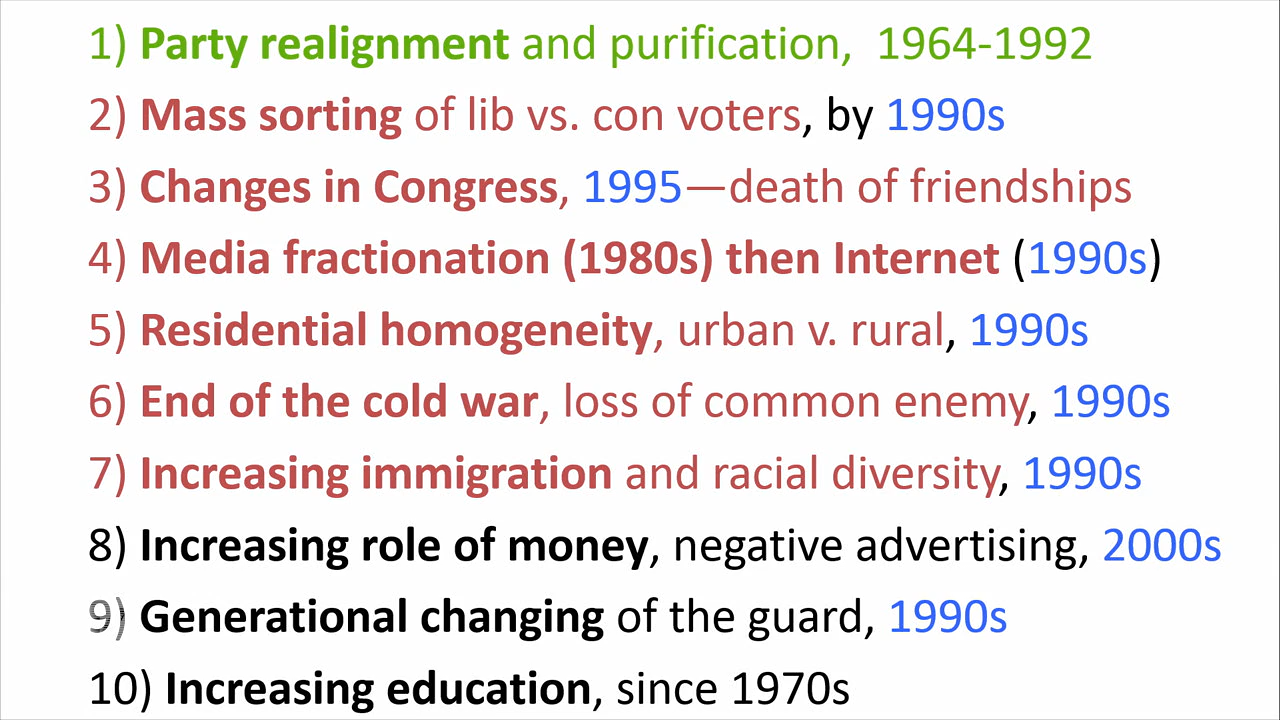 1) Party realignment and purification, 1964-1992
2) Mass sorting of lib vs. con voters, by 1990s
3) Changes in Congress, 1995—death of friendships
4) Media fractionation (1980s) then Internet (1990s)
5) Residential homogeneity, urban v. rural, 1990s
6) End of the cold war, loss of common enemy, 1990s
7) Increasing immigration and racial diversity, 1990s
8) Increasing role of money, negative advertising, 2000s
9) Generational changing of the guard, 1990s
10) Increasing education, since 1970s